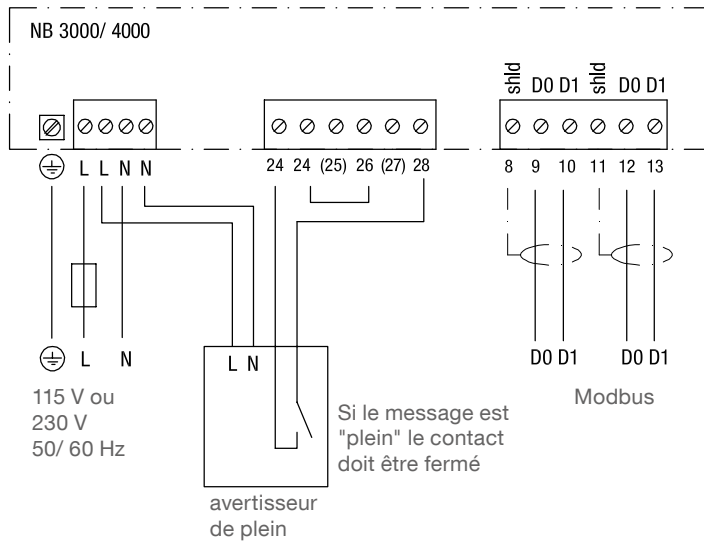 NB 3000/ 4000
shld D0 D1 shld D0 D1
L L N N 24 24 (25) 26 (27) 28 8 9 10 11 12 13
L N
L N
D0 D1 D0 D1
115 V ou
230 V
50/ 60 Hz
Si le message est
"plein" le contact
doit être fermé
Modbus
avertisseur
de plein